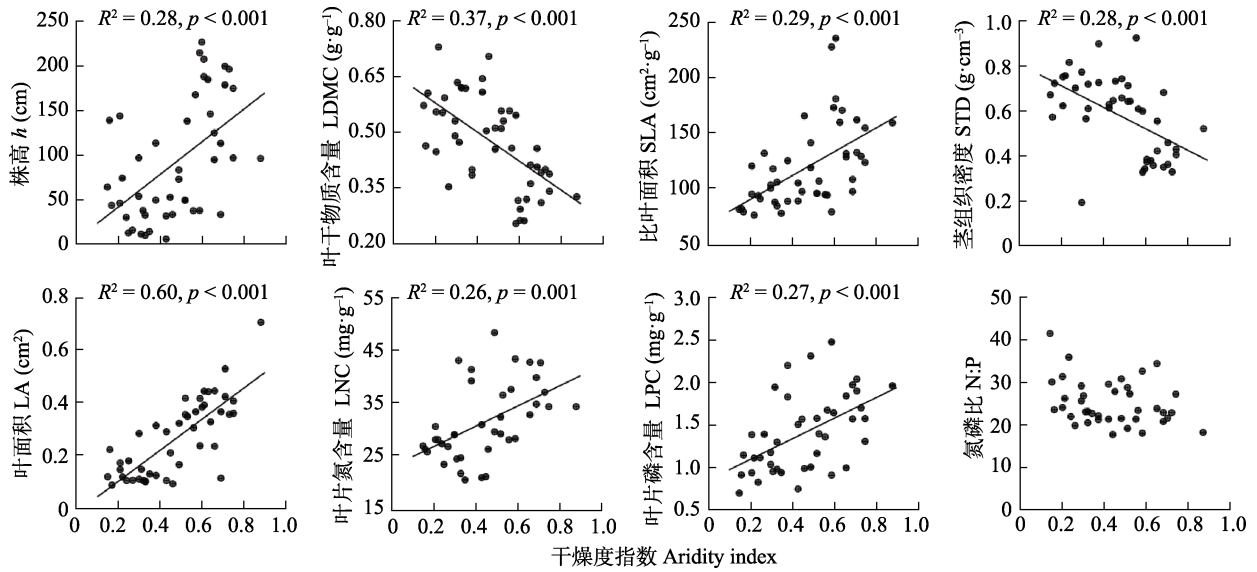 R² = 0.28, p < 0.001
株高 h (cm)
250
200
150
100
50
0
R² = 0.37, p < 0.001
叶干物质含量 LDMC (g·g⁻¹)
0.80
0.65
0.50
0.35
0.20
R² = 0.29, p < 0.001
比叶面积 SLA (cm²·g⁻¹)
250
200
150
100
50
R² = 0.28, p < 0.001
茎组织密度 STD (g·cm⁻³)
1.0
0.8
0.6
0.4
0.2
0
R² = 0.60, p < 0.001
叶面积 LA (cm²)
0.8
0.6
0.4
0.2
0
0 0.2 0.4 0.6 0.8 1.0
R² = 0.26, p = 0.001
叶片氮含量 LNC (mg·g⁻¹)
55
45
35
25
15
0 0.2 0.4 0.6 0.8 1.0
R² = 0.27, p < 0.001
叶片磷含量 LPC (mg·g⁻¹)
3.0
2.5
2.0
1.5
1.0
0.5
0 0.2 0.4 0.6 0.8 1.0
氮磷比 N:P
50
40
30
20
10
0
0 0.2 0.4 0.6 0.8 1.0
干燥度指数 Aridity index